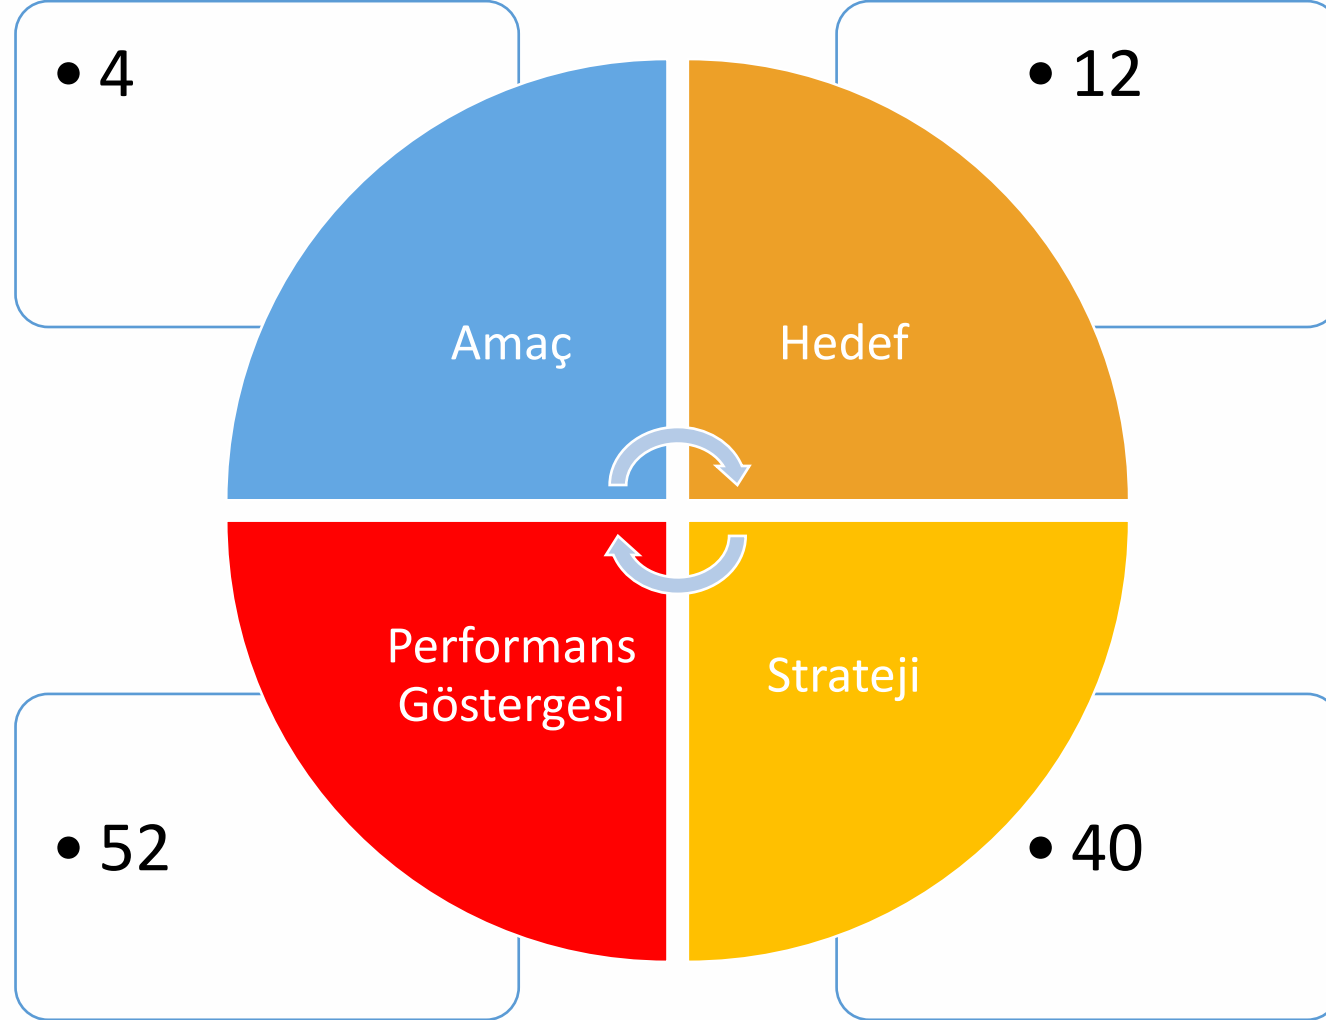 • 4
• 12
Amaç
Hedef
Performans
Göstergesi
Strateji
• 52
• 40